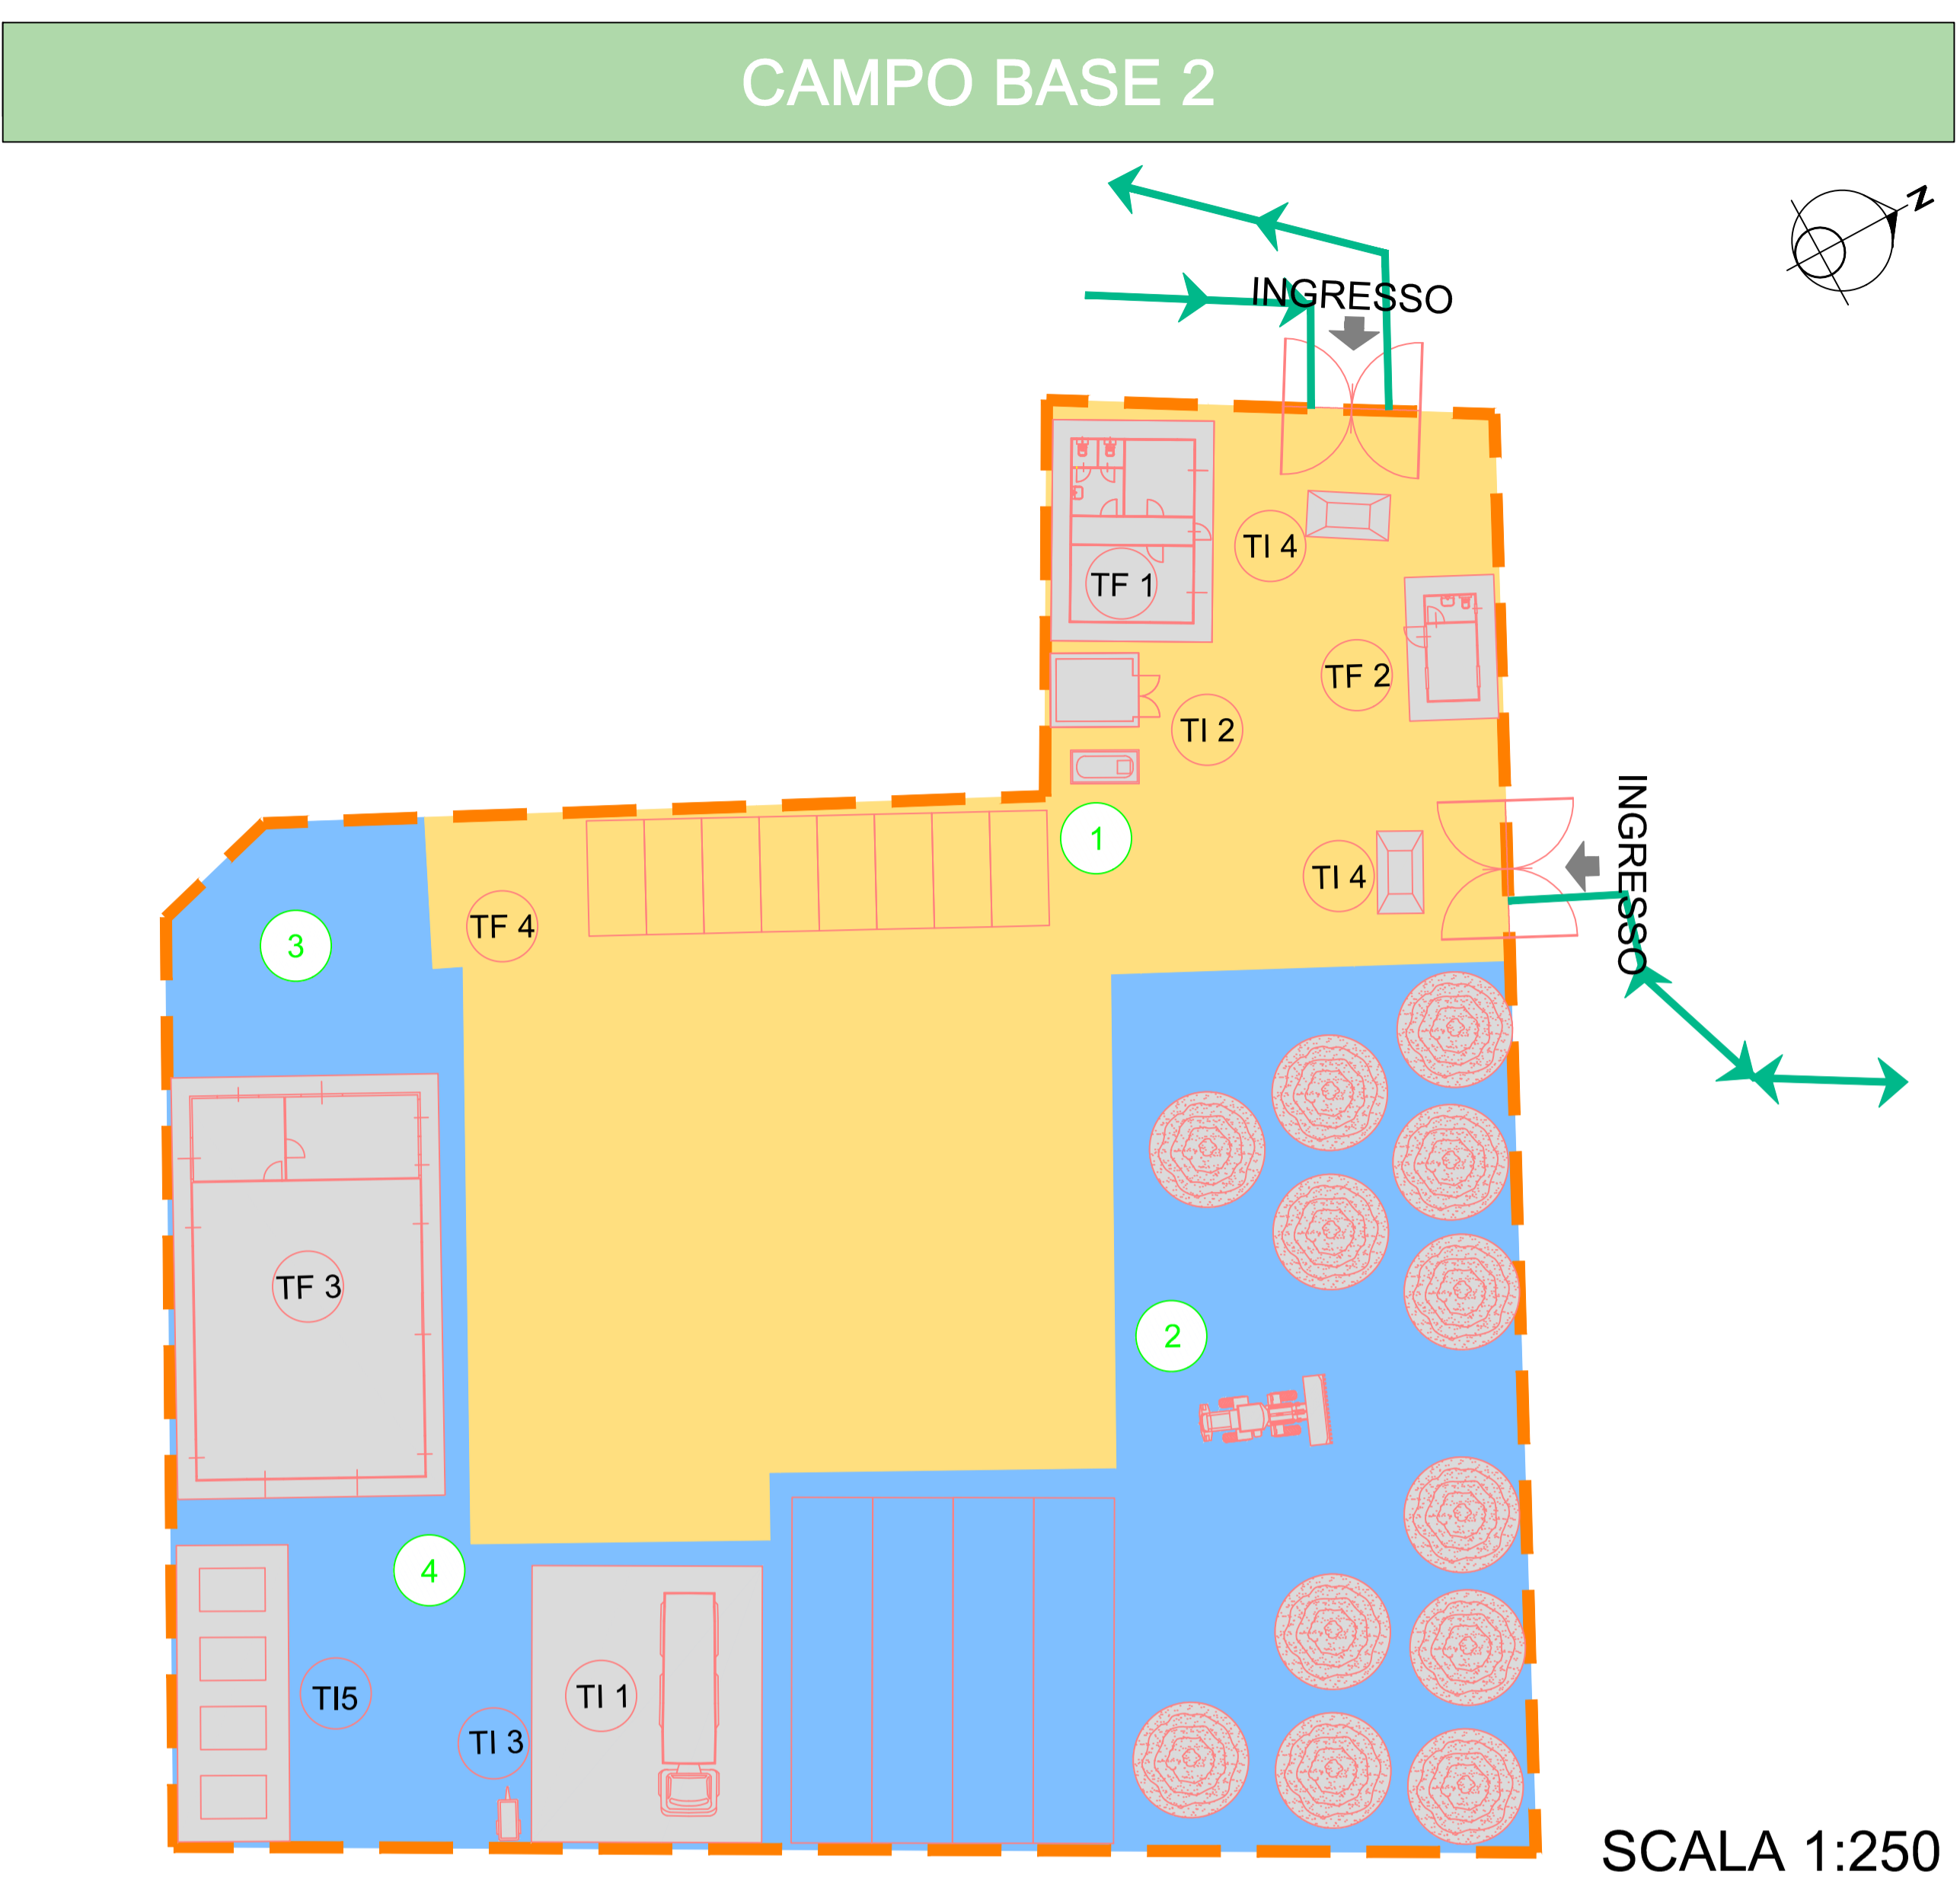 CAMPO BASE 2
N
INGRESSO
TI 4
TF 1
TF 2
TI 2
INGRESSO
1
TI 4
TF 4
3
TF 3
2
4
TI5
TI 1
TI 3
SCALA 1:250